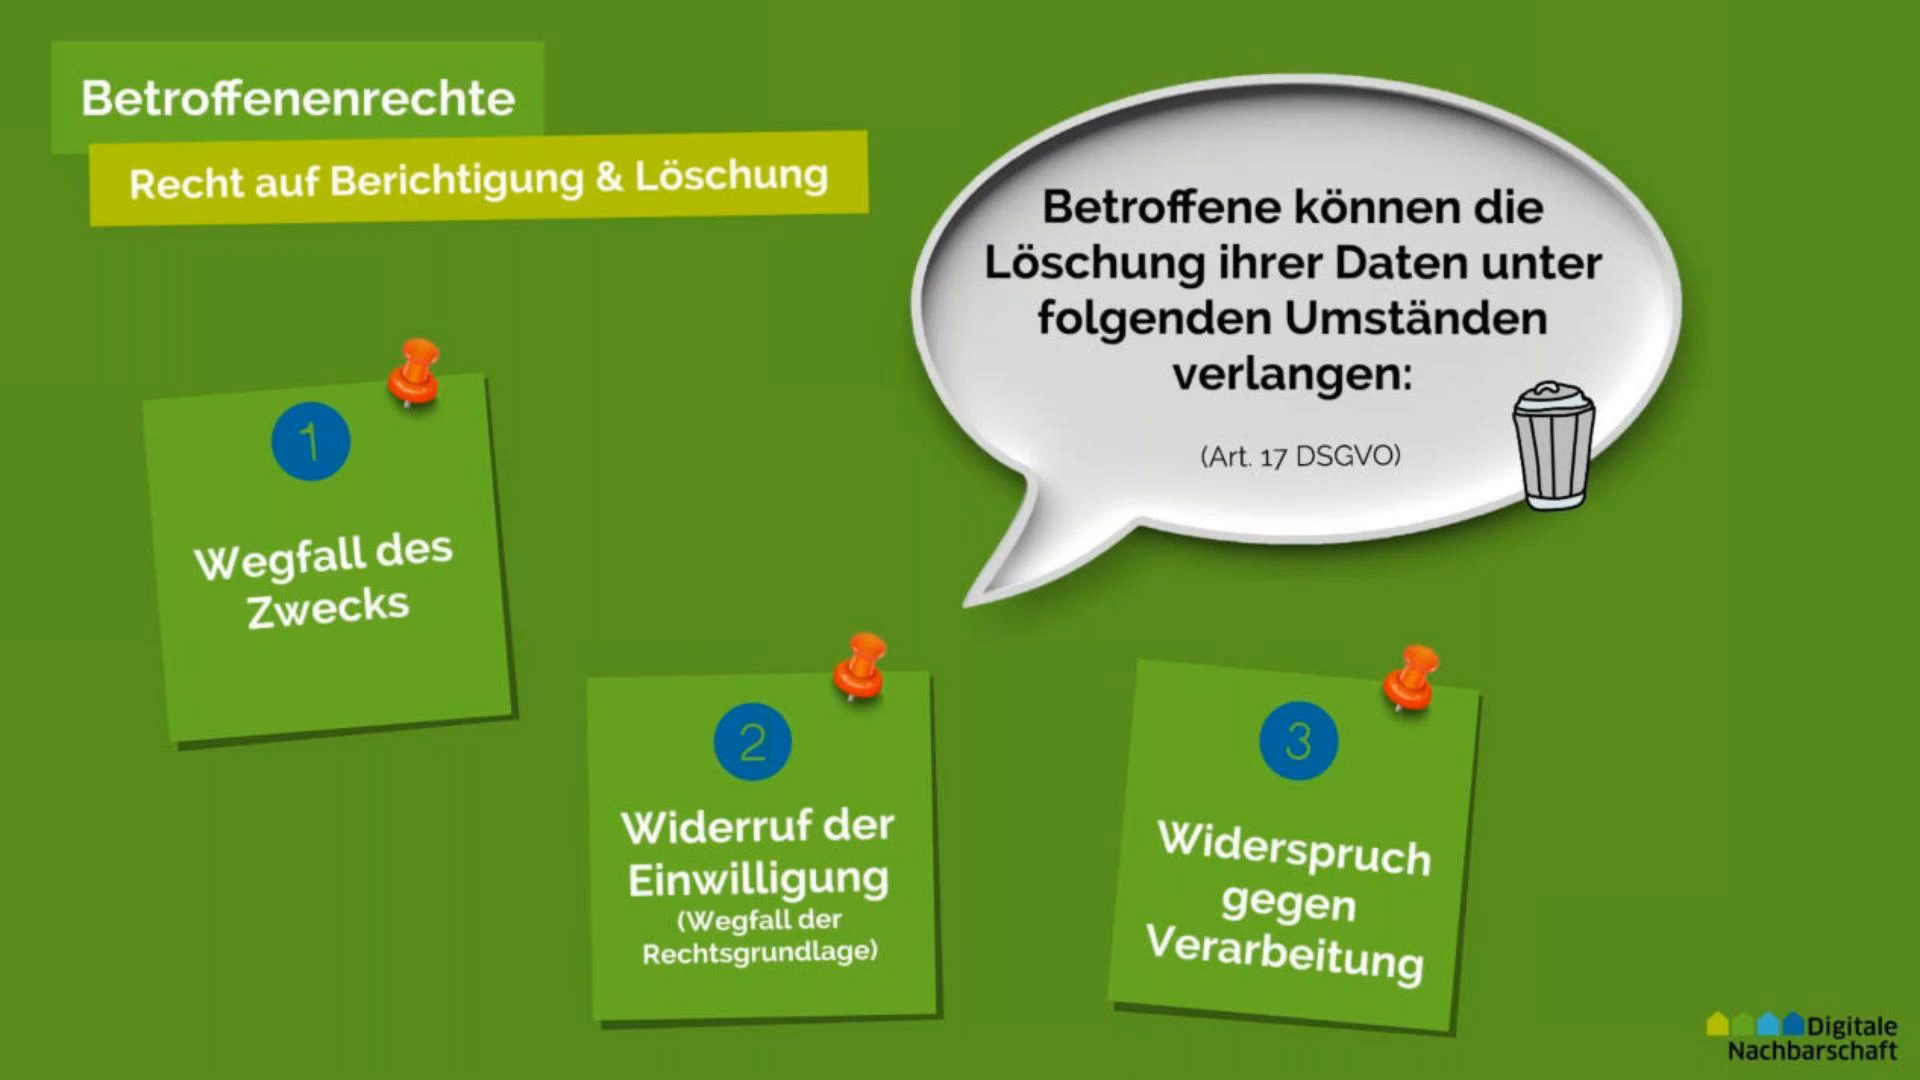 Betroffenenrechte
Recht auf Berichtigung & Löschung
Betroffene können die
Löschung ihrer Daten unter
folgenden Umständen
verlangen:
(Art. 17 DSGVO)
1
Wegfall des
Zwecks
2
Widerruf der
Einwilligung
(Wegfall der
Rechtsgrundlage)
3
Widerspruch
gegen
Verarbeitung
Digitale
Nachbarschaft